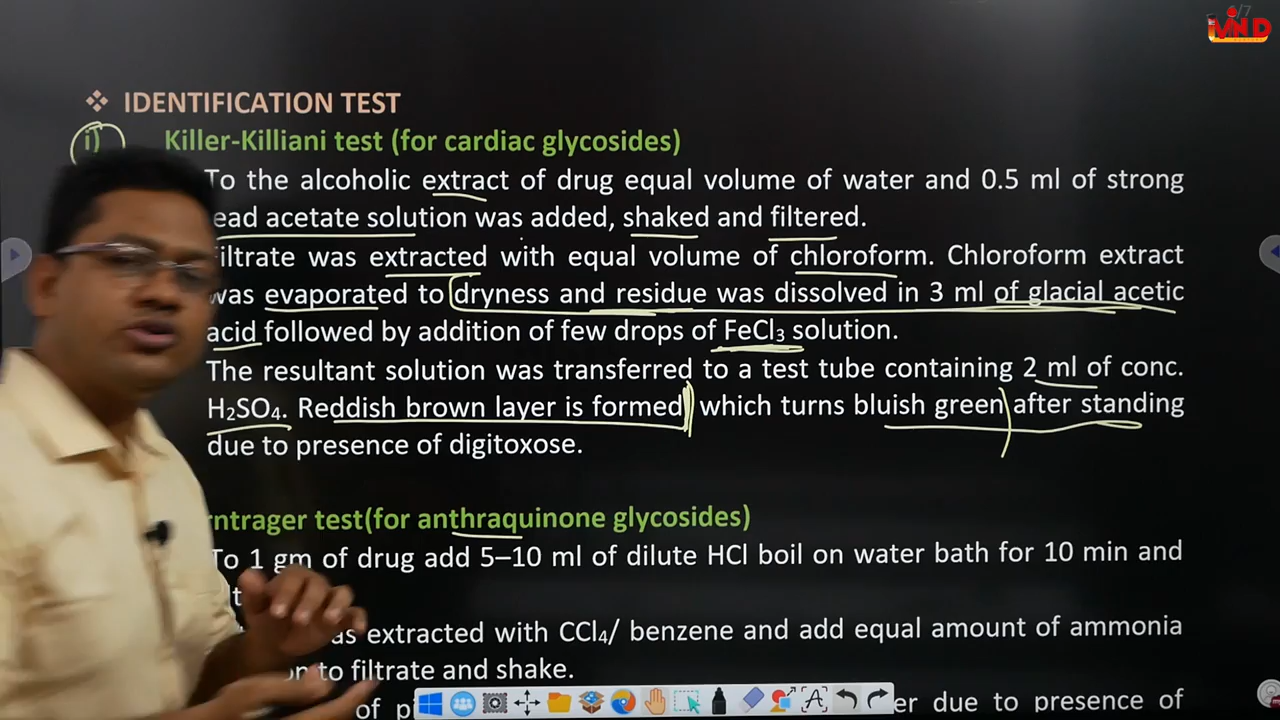 MND
IDENTIFICATION TEST
i) Killer-Killiani test (for cardiac glycosides)
To the alcoholic extract of drug equal volume of water and 0.5 ml of strong
ead acetate solution was added, shaked and filtered.
iltrate was extracted with equal volume of chloroform. Chloroform extract
was evaporated to dryness and residue was dissolved in 3 ml of glacial acetic
acid followed by addition of few drops of FeCl₃ solution.
The resultant solution was transferred to a test tube containing 2 ml of conc.
H₂SO₄. Reddish brown layer is formed which turns bluish green after standing
due to presence of digitoxose.
rntrager test(for anthraquinone glycosides)
To 1 gm of drug add 5–10 ml of dilute HCl boil on water bath for 10 min and
as extracted with CCl₄/ benzene and add equal amount of ammonia
on to filtrate and shake.
of er due to presence of